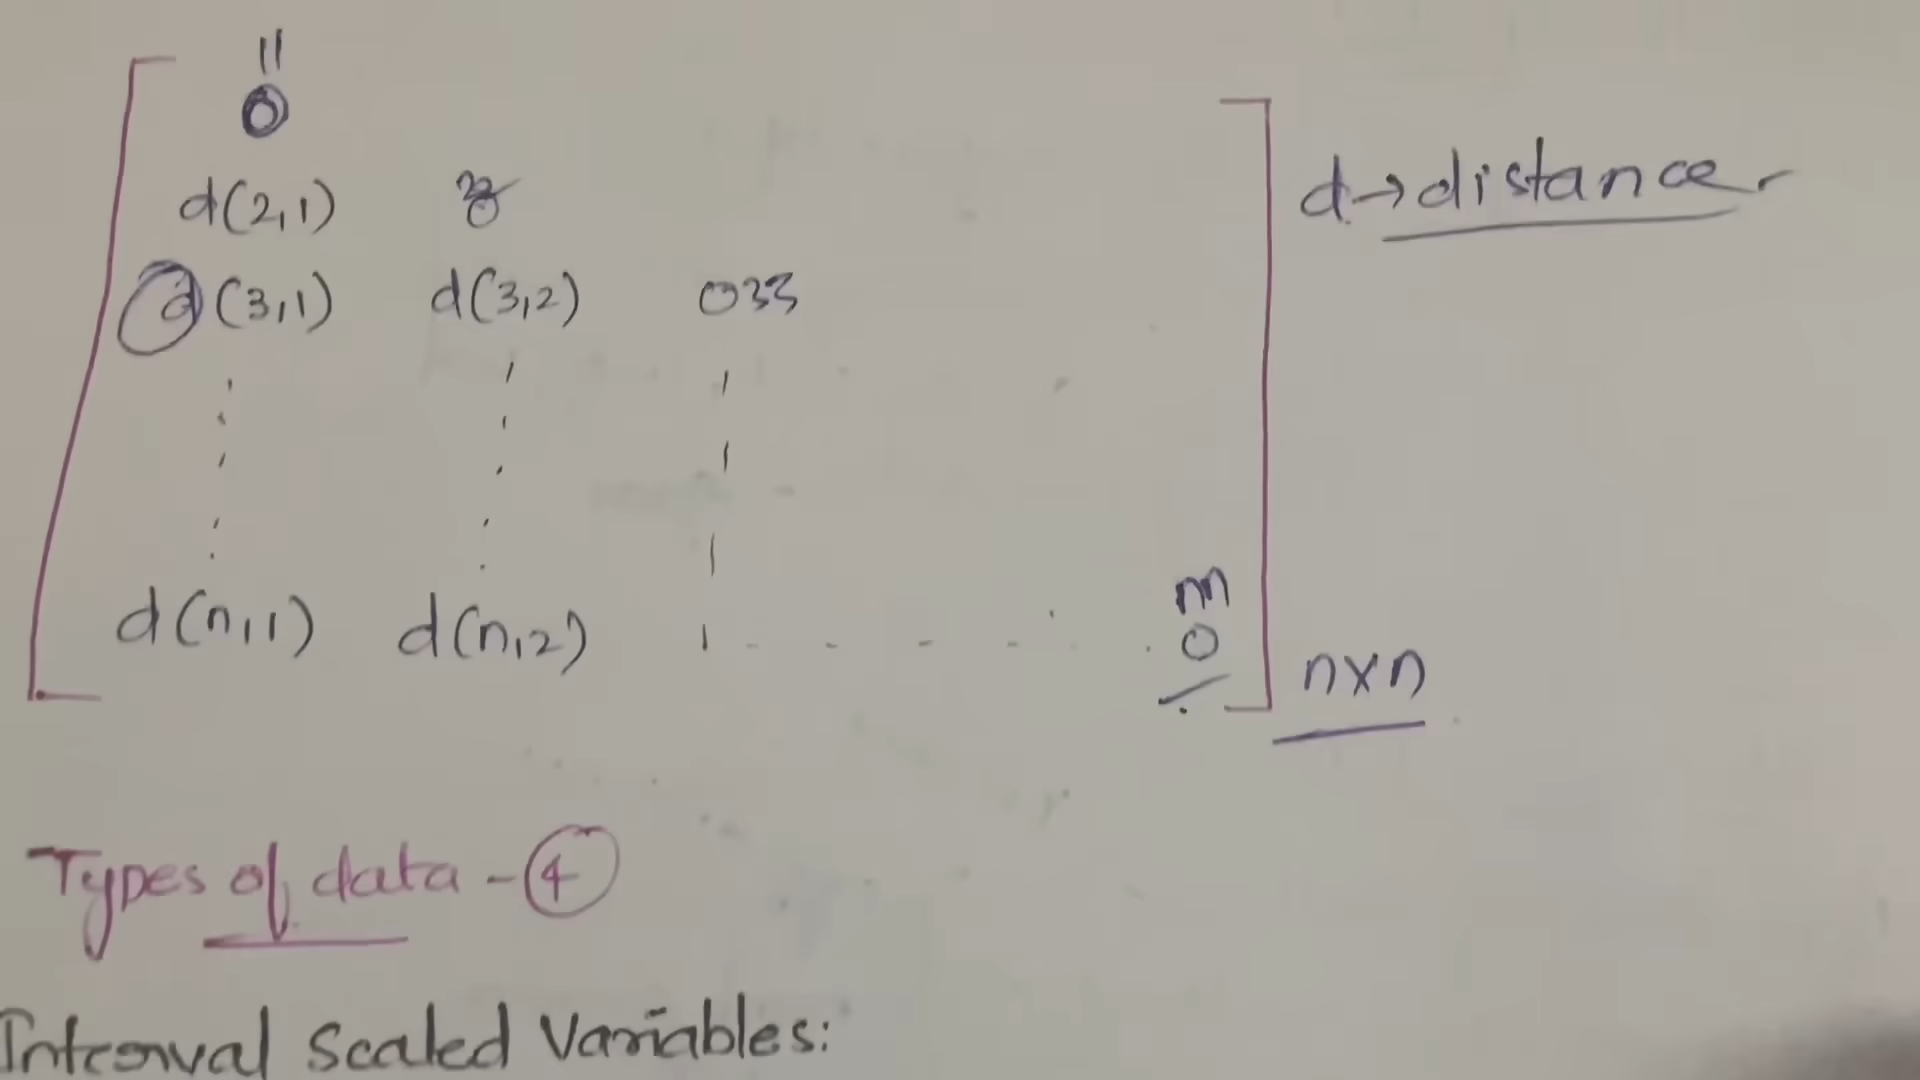 11
0
d(2,1) 22 0 d→distance
d(3,1) d(3,2) 033
d(n,1) d(n,2) nn 0
n×n
Types of data - 4
Interval Scaled Variables: